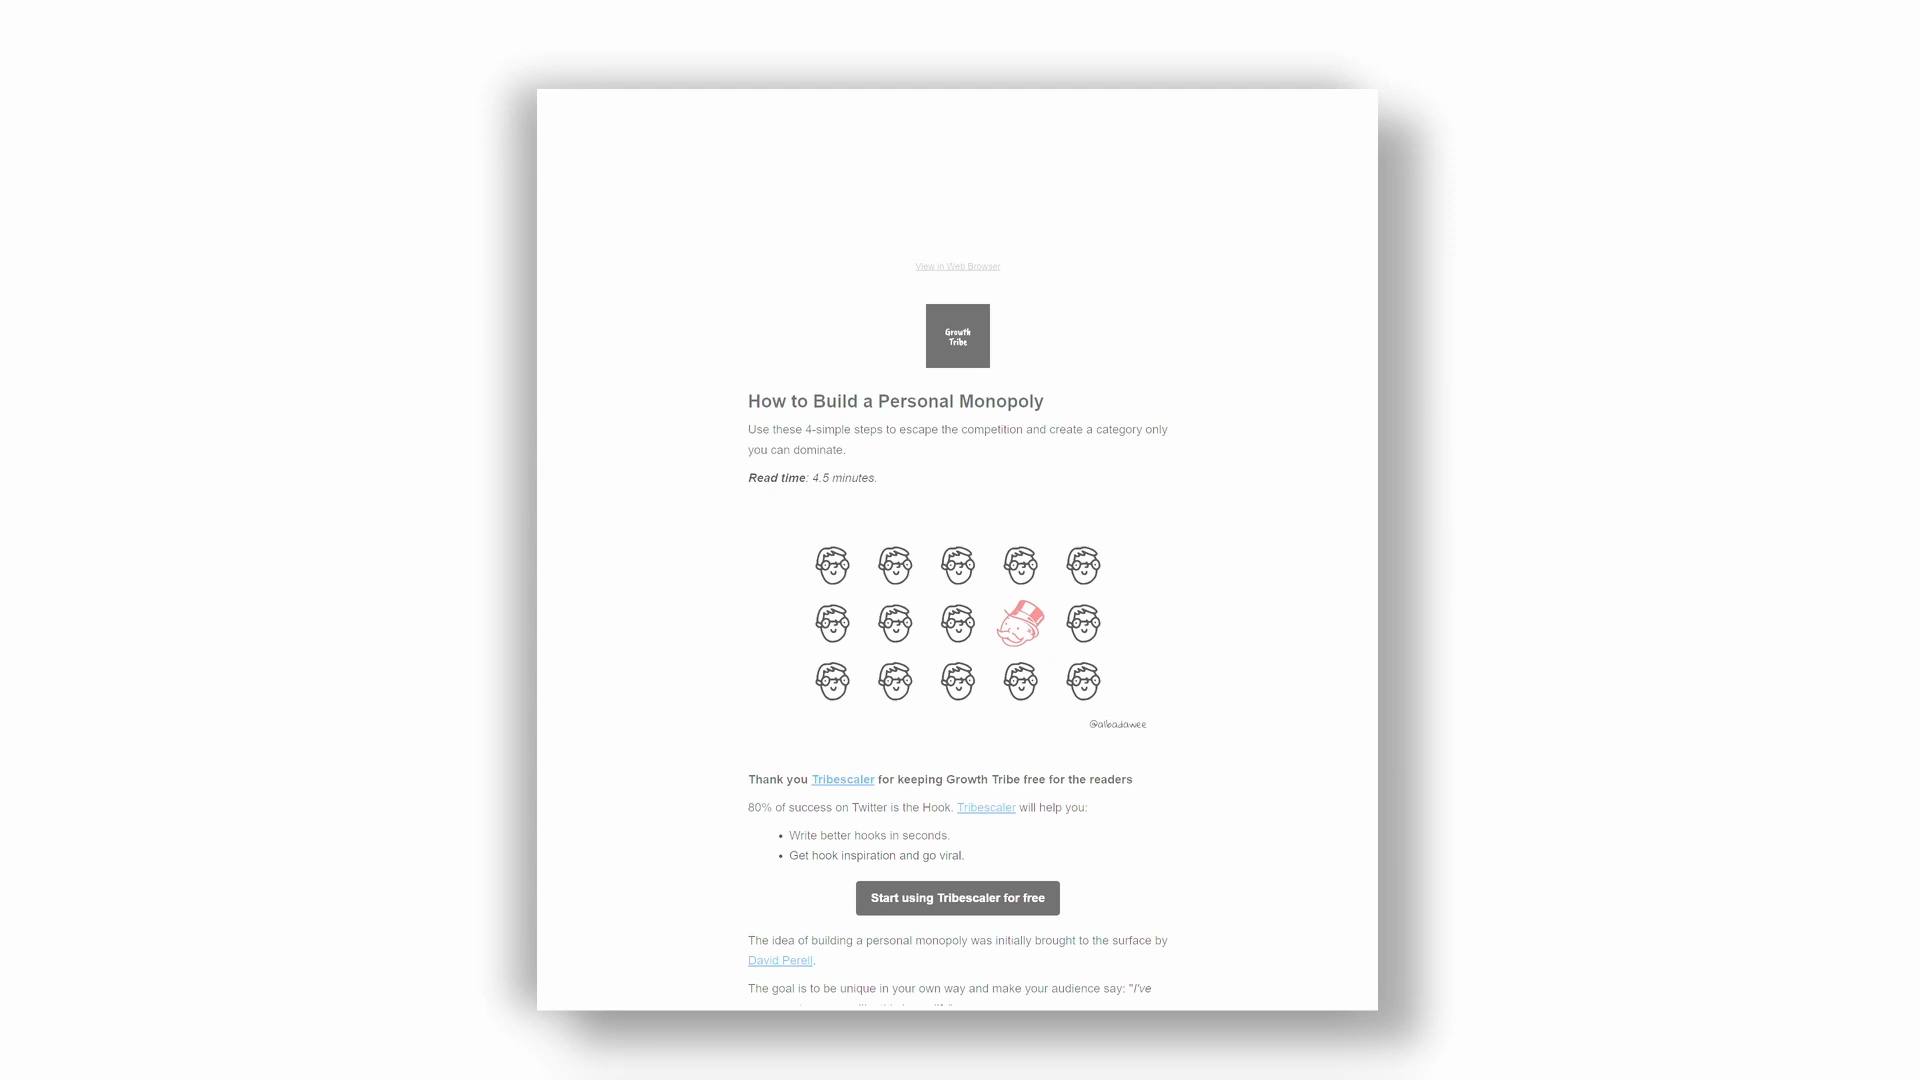 View in Web Browser
Growth
Tribe
How to Build a Personal Monopoly
Use these 4-simple steps to escape the competition and create a category only
you can dominate.
Read time: 4.5 minutes.
@albadawee
Thank you Tribescaler for keeping Growth Tribe free for the readers
80% of success on Twitter is the Hook. Tribescaler will help you:
• Write better hooks in seconds.
• Get hook inspiration and go viral.
Start using Tribescaler for free
The idea of building a personal monopoly was initially brought to the surface by
David Perell.
The goal is to be unique in your own way and make your audience say: "I've